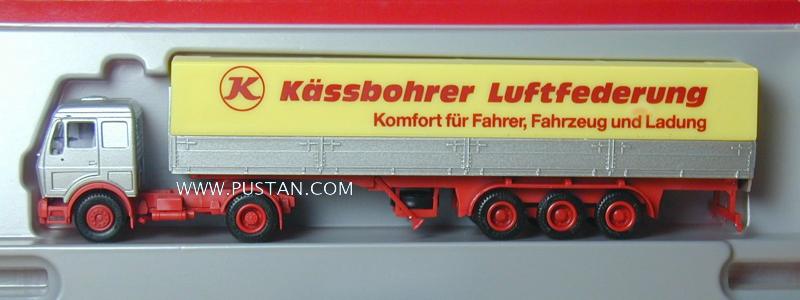 K Kässbohrer Luftfederung
Komfort für Fahrer, Fahrzeug und Ladung
WWW.PUSTAN.COM